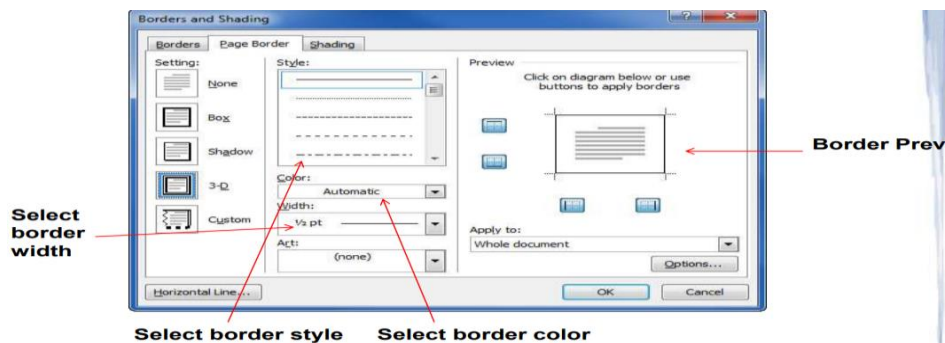 Borders and Shading
Borders Page Border Shading
Setting:
None
Box
Shadow
3-D
Custom
Style:
Color:
Automatic
Width:
½ pt
Art:
(none)
Preview
Click on diagram below or use
buttons to apply borders
Apply to:
Whole document
Options...
Horizontal Line...
OK Cancel
Select
border
width
Border Prev
Select border style Select border color